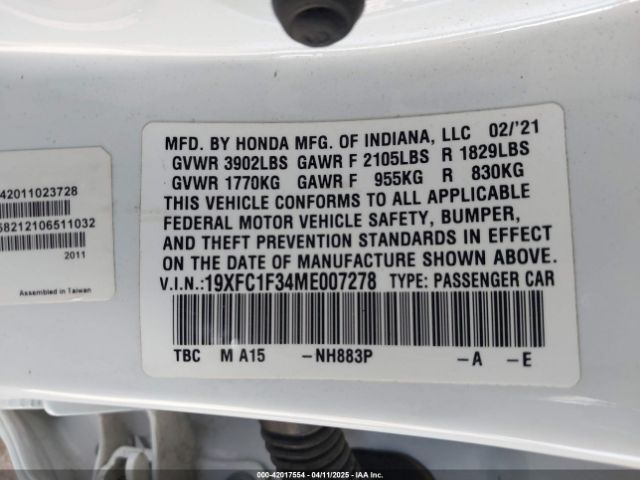 42011023728
58212106511032
2011
Assembled in Taiwan
MFD. BY HONDA MFG. OF INDIANA, LLC 02/'21
GVWR 3902LBS GAWR F 2105LBS R 1829LBS
GVWR 1770KG GAWR F 955KG R 830KG
THIS VEHICLE CONFORMS TO ALL APPLICABLE
FEDERAL MOTOR VEHICLE SAFETY, BUMPER,
AND THEFT PREVENTION STANDARDS IN EFFECT
ON THE DATE OF MANUFACTURE SHOWN ABOVE.
V.I.N.:19XFC1F34ME007278 TYPE: PASSENGER CAR
TBC M A15 -NH883P -A -E
000-42017554 - 04/11/2025 - IAAI.COM